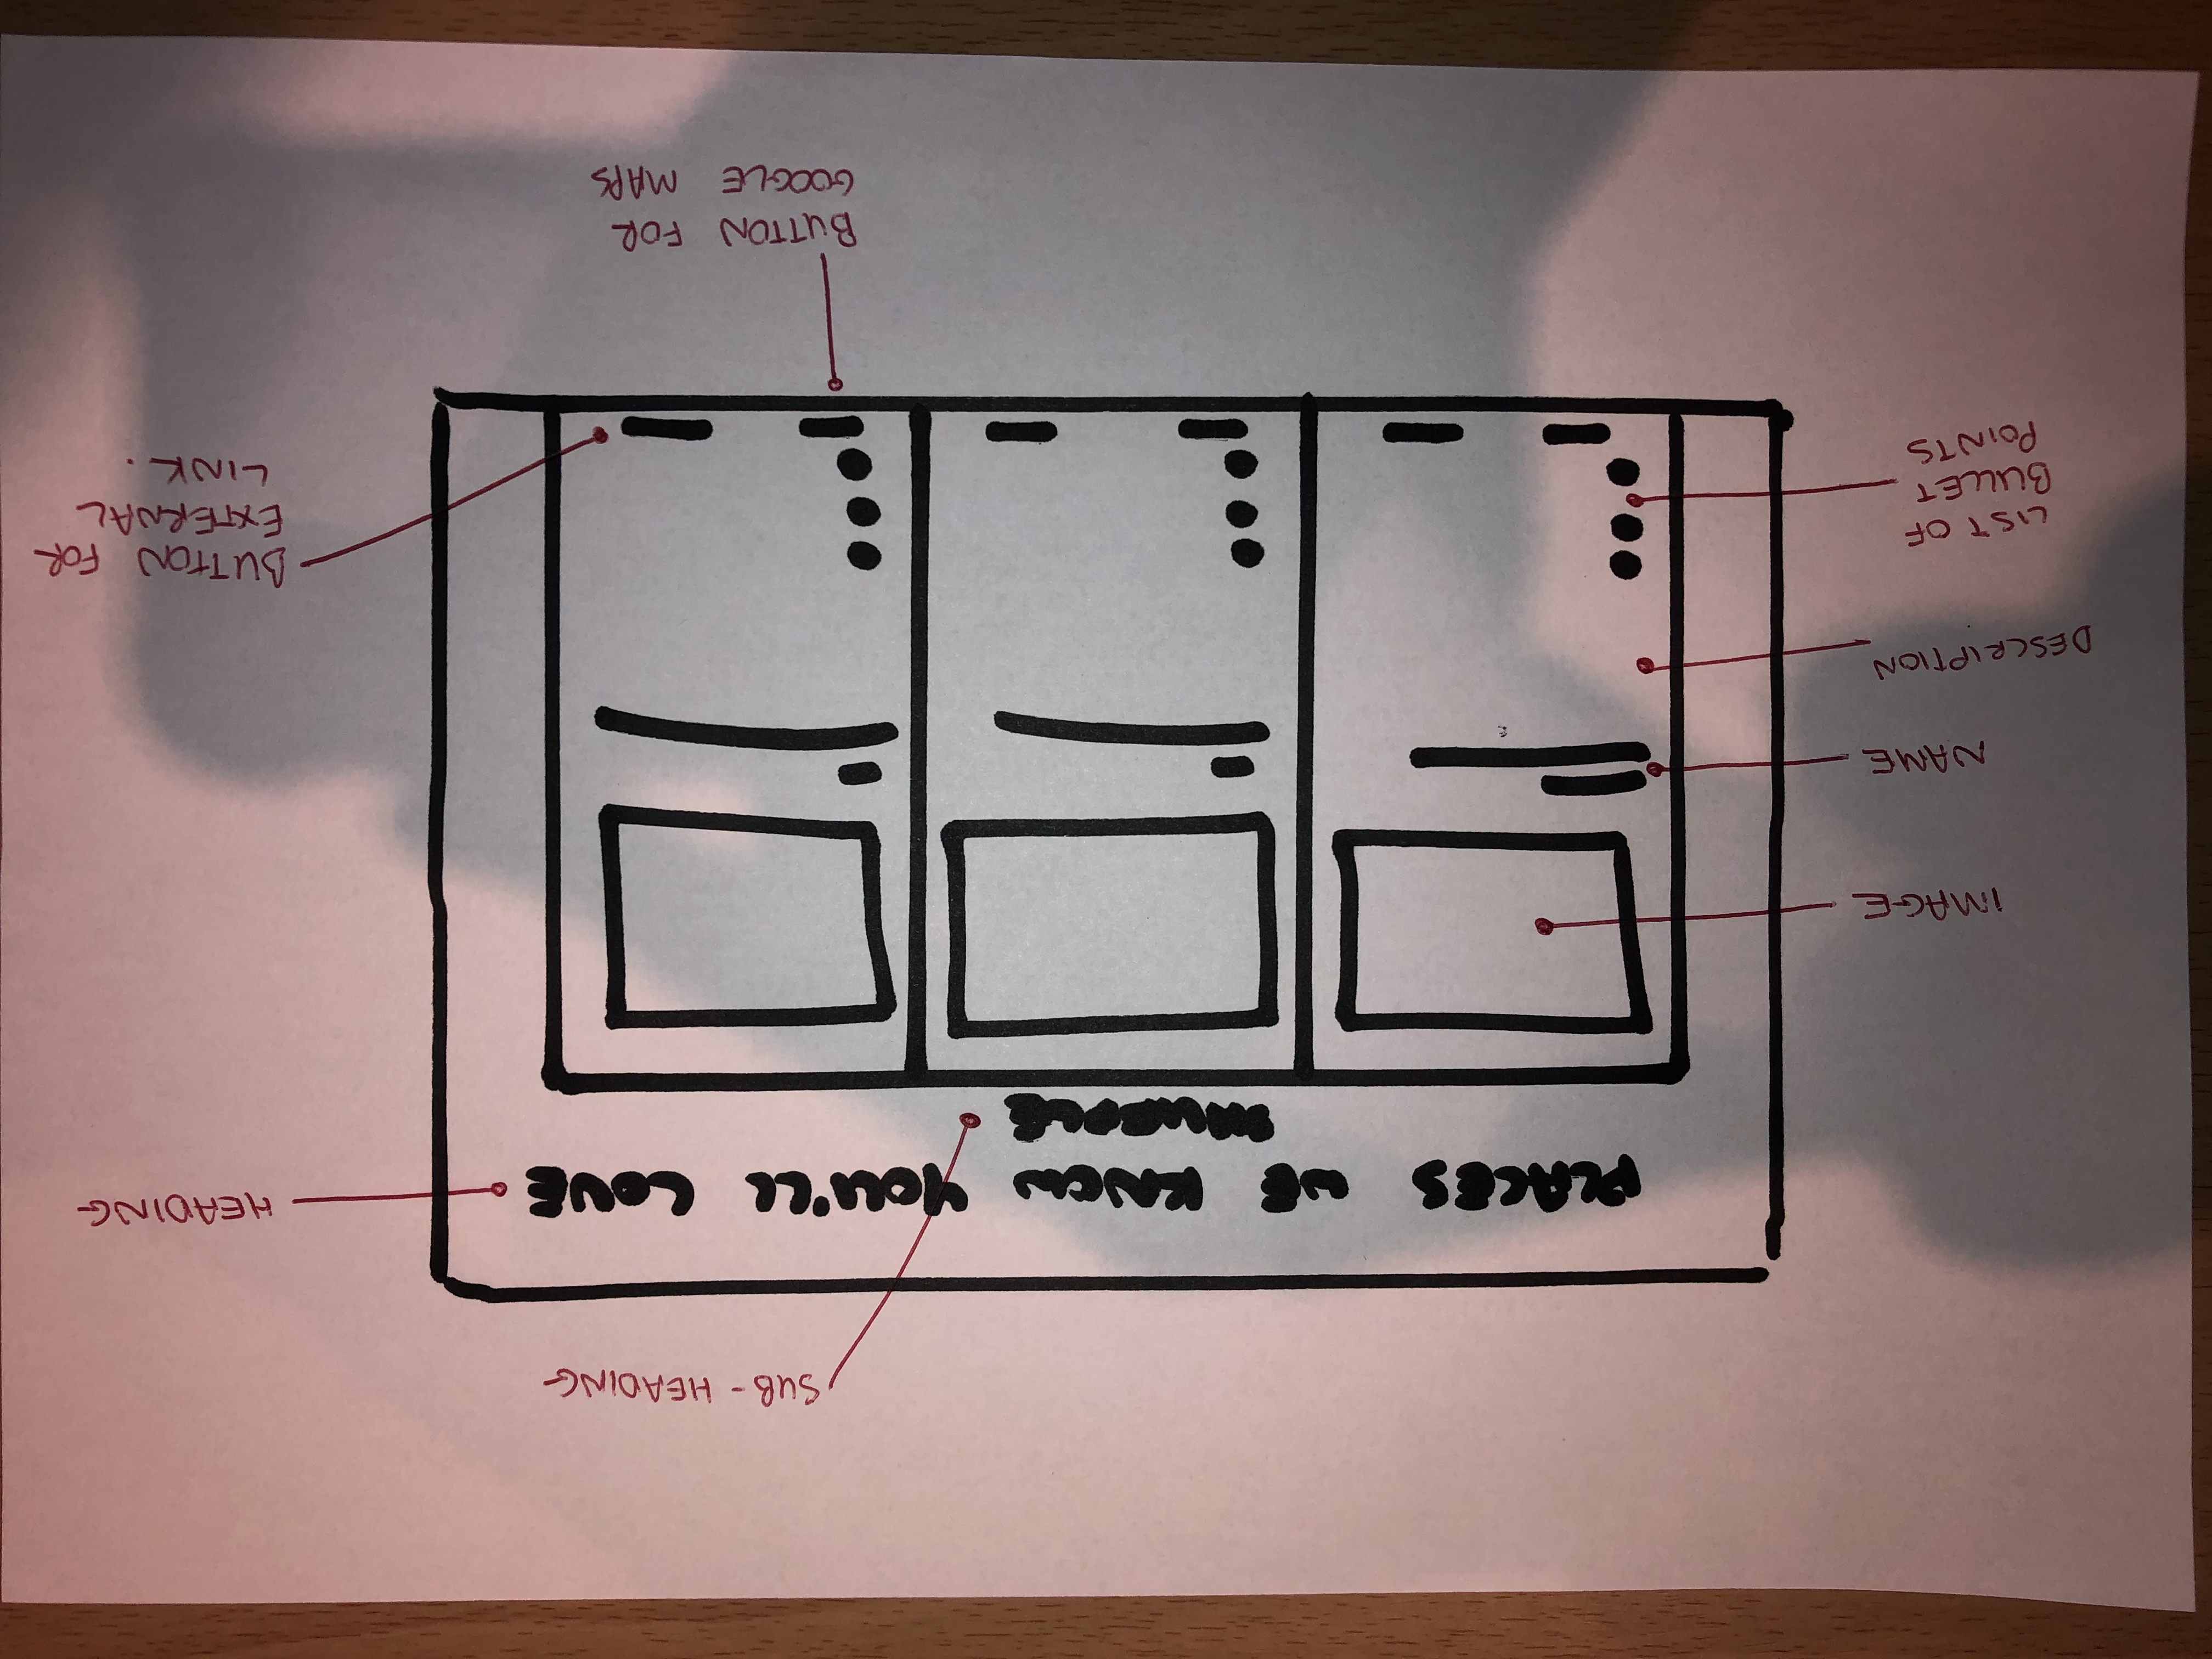 SUB-HEADING
PLACES WE KNOW YOU'LL LOVE
HEADING
IMAGE
NAME
DESCRIPTION
LIST OF
BULLET
POINTS
BUTTON FOR
EXTERNAL
LINK.
BUTTON FOR
GOOGLE MAPS